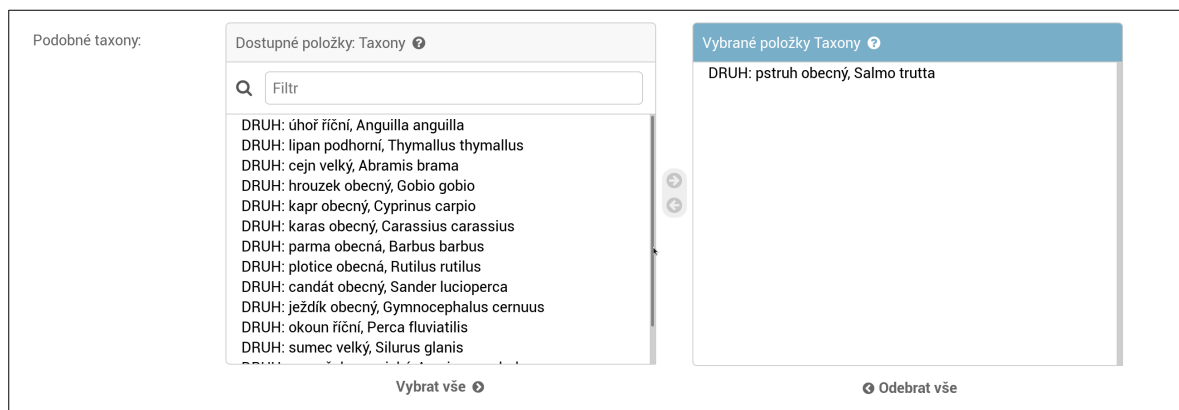 Podobné taxony:
Dostupné položky: Taxony ?
Filtr
DRUH: úhoř říční, Anguilla anguilla
DRUH: lipan podhorní, Thymallus thymallus
DRUH: cejn velký, Abramis brama
DRUH: hrouzek obecný, Gobio gobio
DRUH: kapr obecný, Cyprinus carpio
DRUH: karas obecný, Carassius carassius
DRUH: parma obecná, Barbus barbus
DRUH: plotice obecná, Rutilus rutilus
DRUH: candát obecný, Sander lucioperca
DRUH: ježdík obecný, Gymnocephalus cernuus
DRUH: okoun říční, Perca fluviatilis
DRUH: sumec velký, Silurus glanis
Vybrat vše
Vybrané položky Taxony ?
DRUH: pstruh obecný, Salmo trutta
Odebrat vše